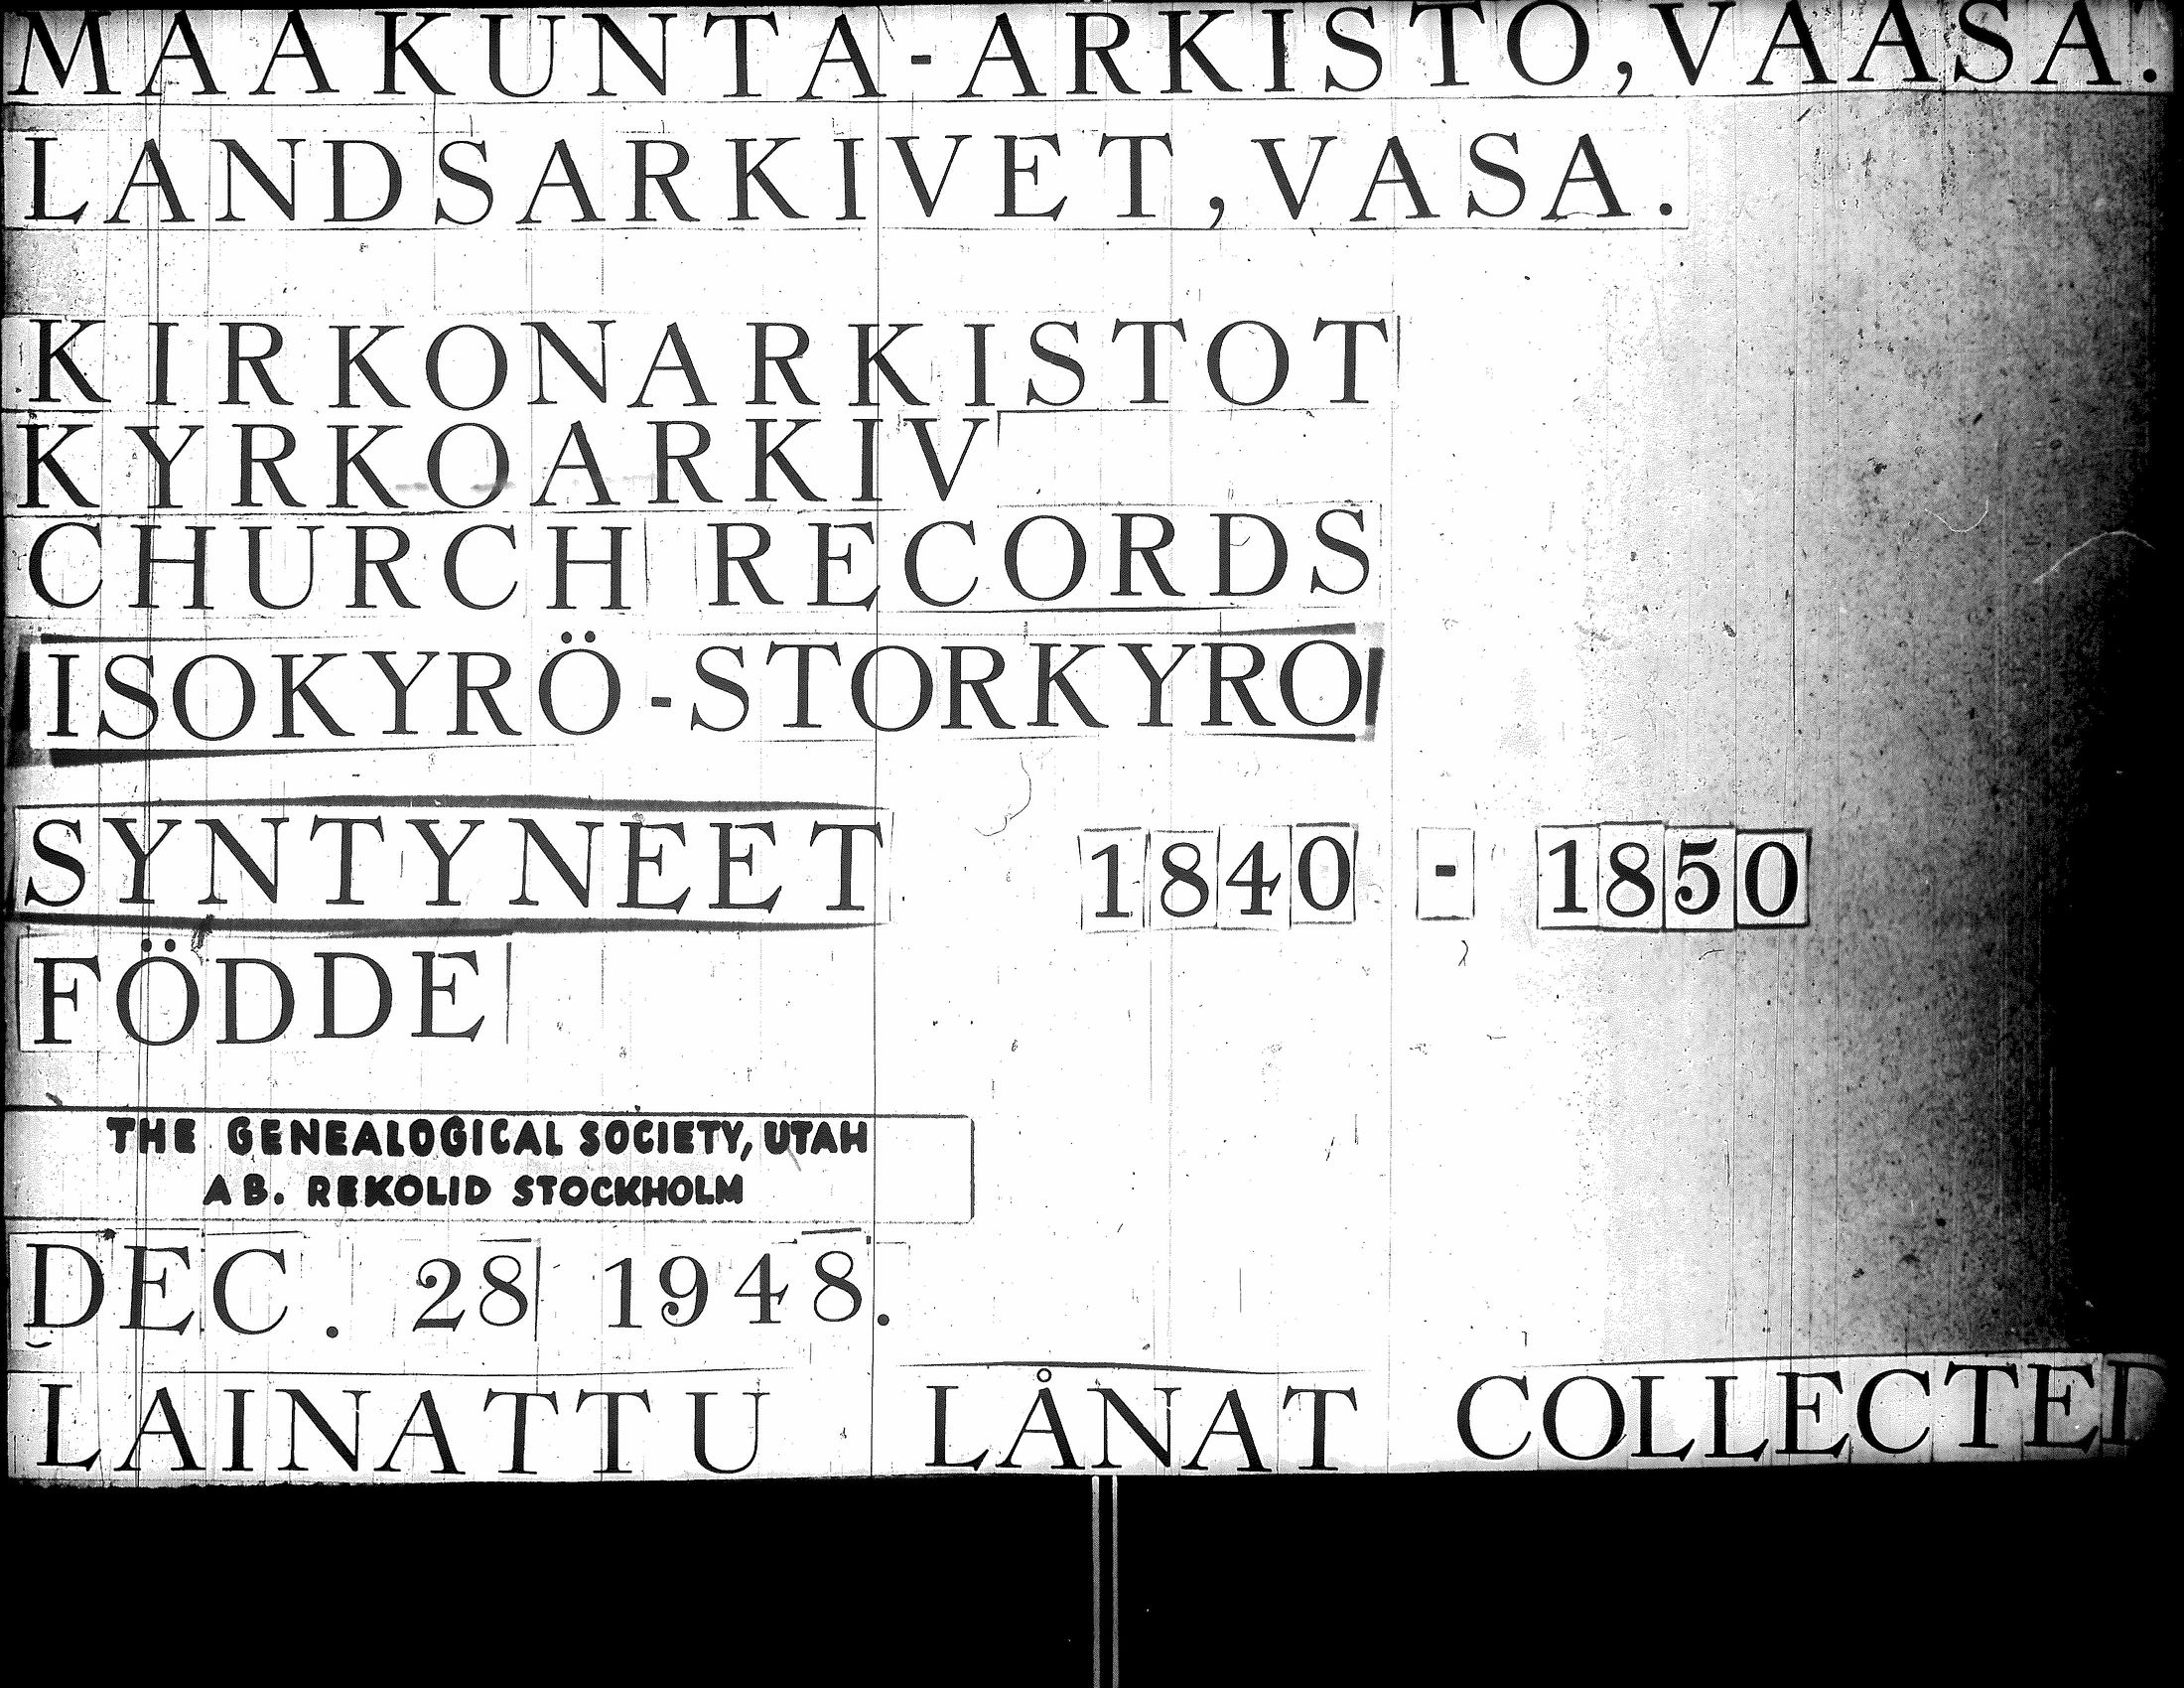 MAAKUNTA-ARKISTO, VAASA.
LANDSARKIVET, VASA.
KIRKONARKISTOT
KYRKOARKIV
CHURCH RECORDS
ISOKYRÖ-STORKYRO
SYNTYNEET 1840 - 1850
FÖDDE
THE GENEALOGICAL SOCIETY, UTAH
AB. REKOLID STOCKHOLM
DEC. 28 1948.
LAINATTU LÅNAT COLLECTED